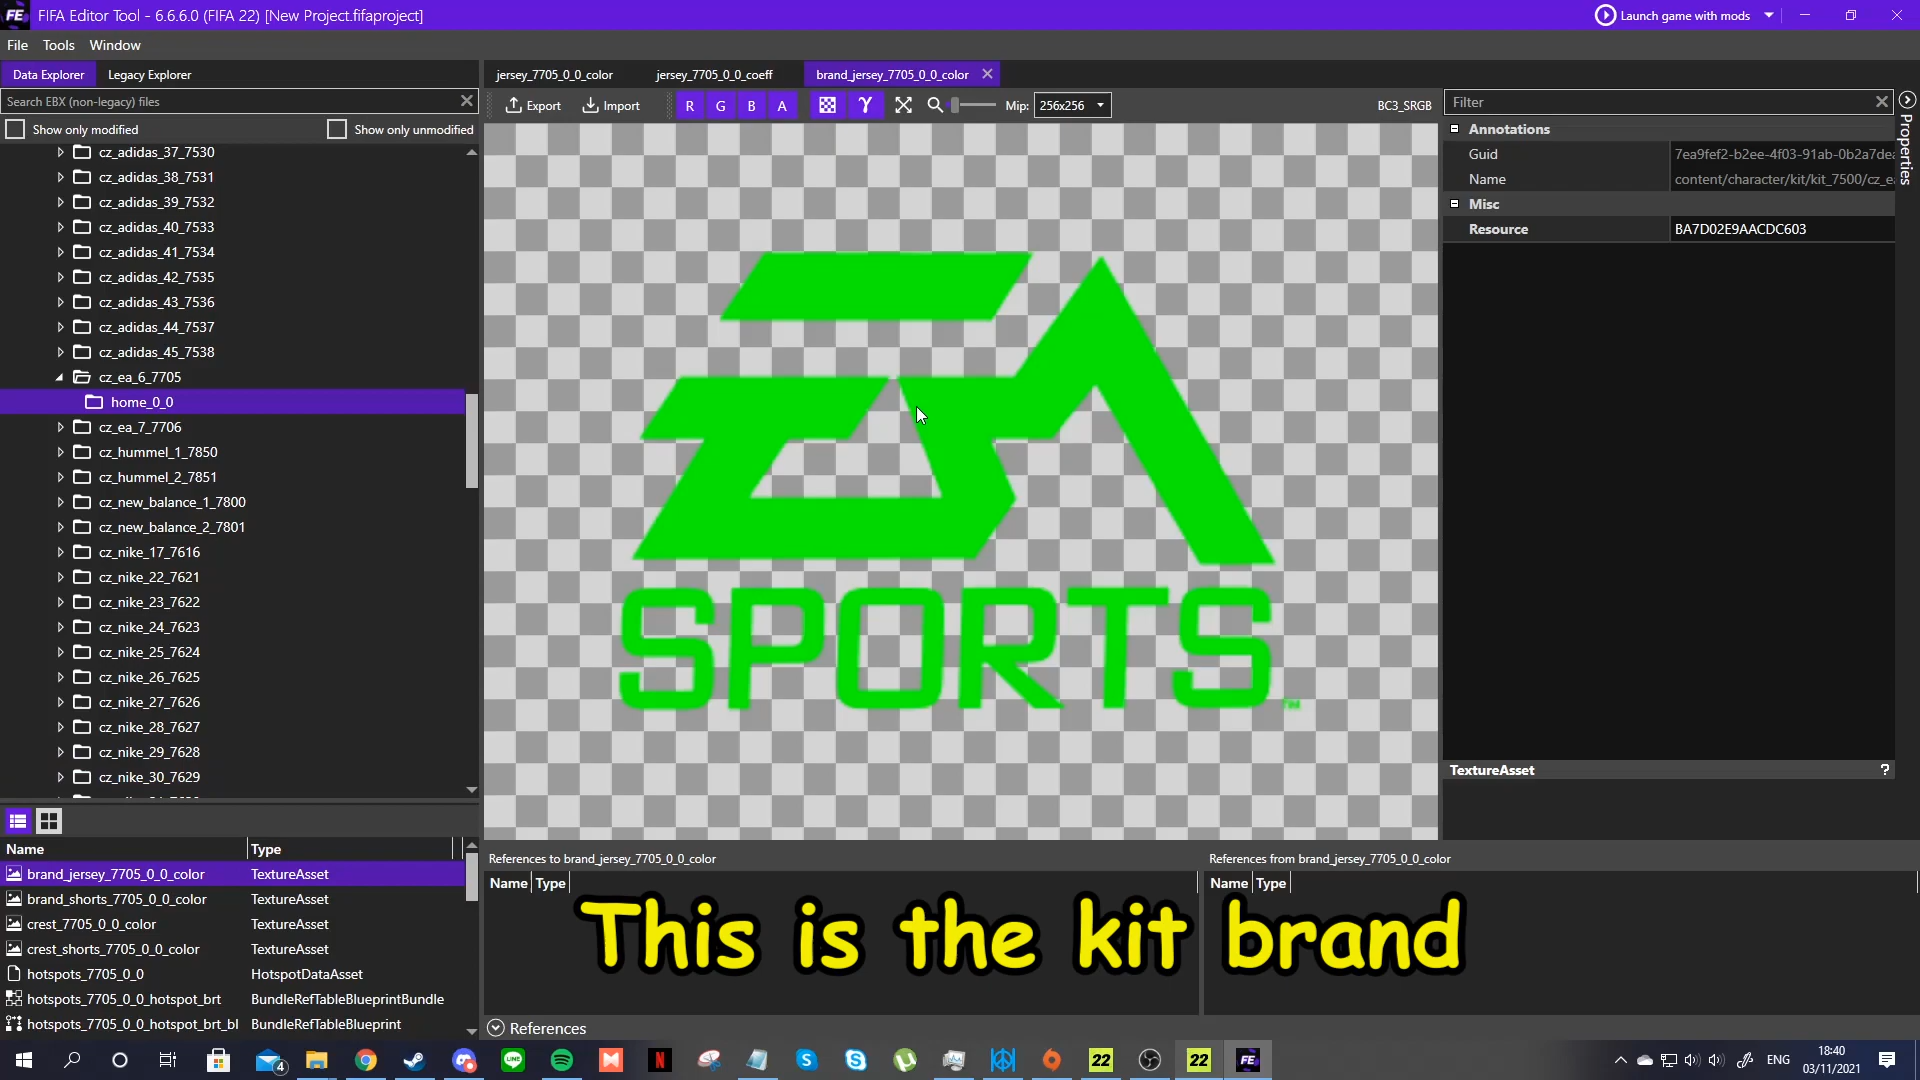 FIFA Editor Tool - 6.6.6.0 (FIFA 22) [New Project.fifaproject]
Launch game with mods
File Tools Window
Data Explorer Legacy Explorer
Search EBX (non-legacy) files
Show only modified Show only unmodified
cz_adidas_37_7530
cz_adidas_38_7531
cz_adidas_39_7532
cz_adidas_40_7533
cz_adidas_41_7534
cz_adidas_42_7535
cz_adidas_43_7536
cz_adidas_44_7537
cz_adidas_45_7538
cz_ea_6_7705
home_0_0
cz_ea_7_7706
cz_hummel_1_7850
cz_hummel_2_7851
cz_new_balance_1_7800
cz_new_balance_2_7801
cz_nike_17_7616
cz_nike_22_7621
cz_nike_23_7622
cz_nike_24_7623
cz_nike_25_7624
cz_nike_26_7625
cz_nike_27_7626
cz_nike_28_7627
cz_nike_29_7628
cz_nike_30_7629
Name Type
brand_jersey_7705_0_0_color TextureAsset
brand_shorts_7705_0_0_color TextureAsset
crest_7705_0_0_color TextureAsset
crest_shorts_7705_0_0_color TextureAsset
hotspots_7705_0_0 HotspotDataAsset
hotspots_7705_0_0_hotspot_brt BundleRefTableBlueprintBundle
hotspots_7705_0_0_hotspot_brt_bl BundleRefTableBlueprint
jersey_7705_0_0_color jersey_7705_0_0_coeff brand_jersey_7705_0_0_color
Export Import R G B A γ Mip: 256x256 BC3_SRGB
EA
SPORTS
TM
Filter
Annotations
Guid 7ea9fef2-b2ee-4f03-91ab-0b2a7de
Name content/character/kit/kit_7500/cz_e
Misc
Resource BA7D02E9AACDC603
Properties
TextureAsset ?
References to brand_jersey_7705_0_0_color
Name Type
References from brand_jersey_7705_0_0_color
Name Type
This is the kit brand
References
4 22 22 FE
ENG 18:40
03/11/2021